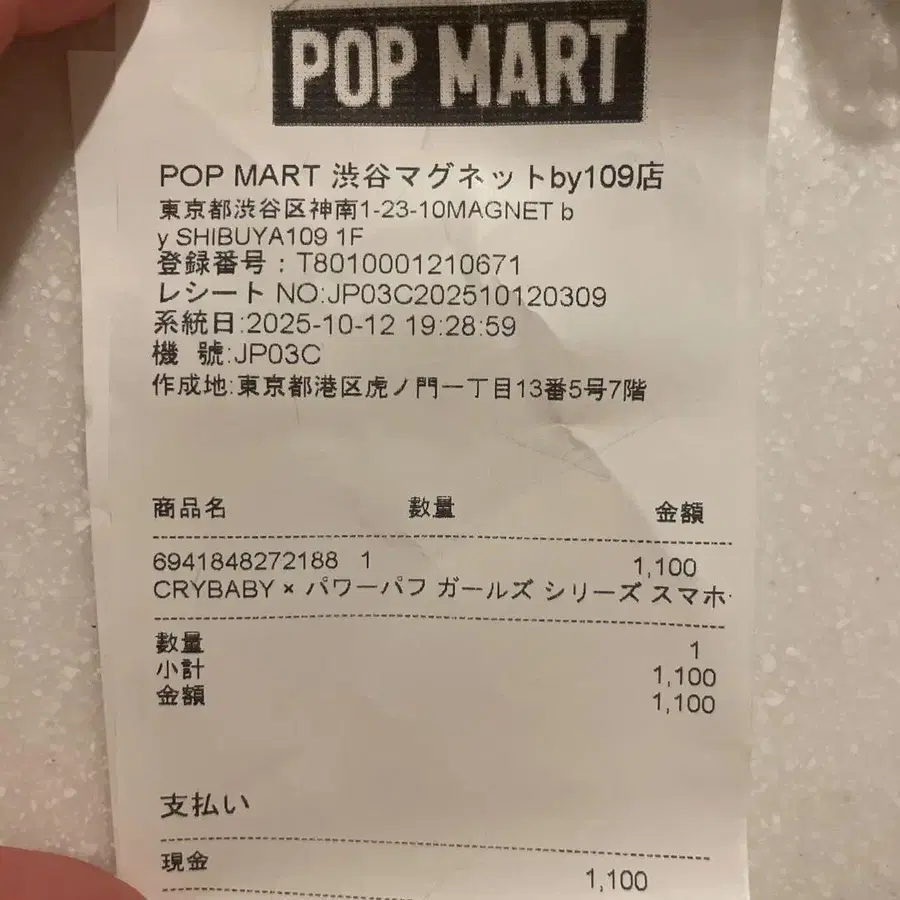 POP MART
POP MART 渋谷マグネットby109店
東京都渋谷区神南1-23-10MAGNET b
y SHIBUYA109 1F
登録番号：T8010001210671
レシート NO:JP03C202510120309
系統日:2025-10-12 19:28:59
機 號:JP03C
作成地:東京都港区虎ノ門一丁目13番5号7階
商品名 數量 金額
6941848272188 1 1,100
CRYBABY × パワーパフ ガールズ シリーズ スマホ
數量 1
小計 1,100
金額 1,100
支払い
現金 1,100